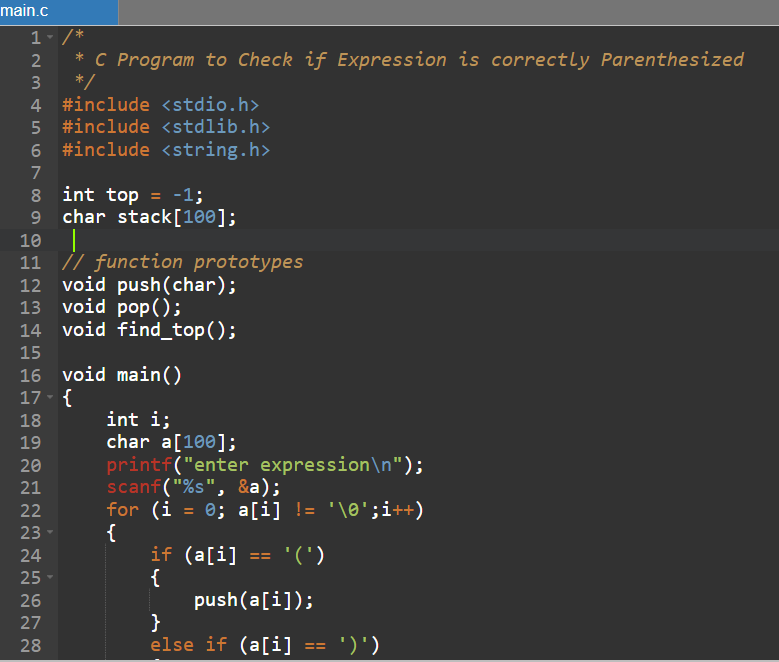 main.c
1 /*
2  * C Program to Check if Expression is correctly Parenthesized
3  */
4 #include <stdio.h>
5 #include <stdlib.h>
6 #include <string.h>
7
8 int top = -1;
9 char stack[100];
10
11 // function prototypes
12 void push(char);
13 void pop();
14 void find_top();
15
16 void main()
17 {
18     int i;
19     char a[100];
20     printf("enter expression\n");
21     scanf("%s", &a);
22     for (i = 0; a[i] != '\0';i++)
23     {
24         if (a[i] == '(')
25         {
26             push(a[i]);
27         }
28         else if (a[i] == ')')